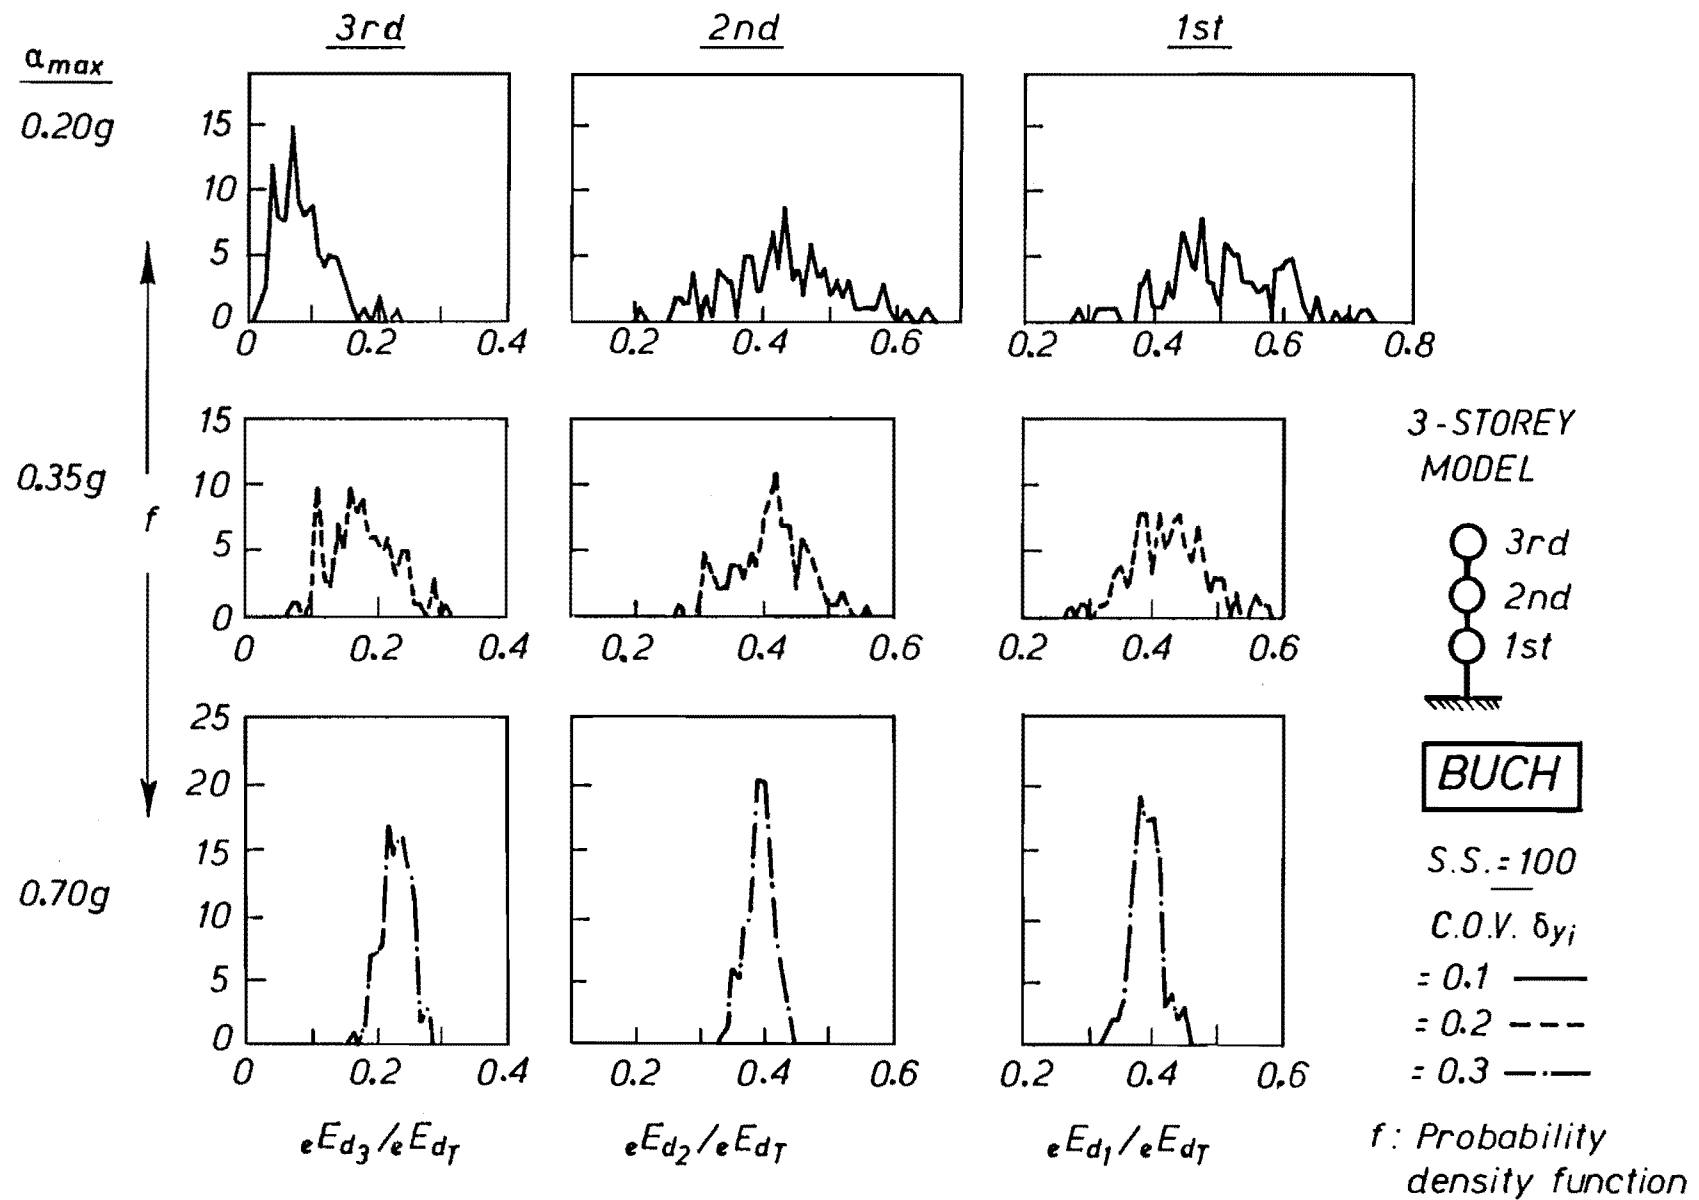 3rd 2nd 1st
αmax
0.20g
15
10
5
0
0 0.2 0.4
0.2 0.4 0.6
0.2 0.4 0.6 0.8
0.35g
f
15
10
5
0
0 0.2 0.4
0.2 0.4 0.6
0.2 0.4 0.6
0.70g
25
20
15
10
5
0
0 0.2 0.4
0.2 0.4 0.6
0.2 0.4 0.6
eEd3/eEdT
eEd2/eEdT
eEd1/eEdT
3-STOREY
MODEL
3rd
2nd
1st
BUCH
S.S.=100
C.O.V. δyi
= 0.1
= 0.2
= 0.3
f: Probability
density function